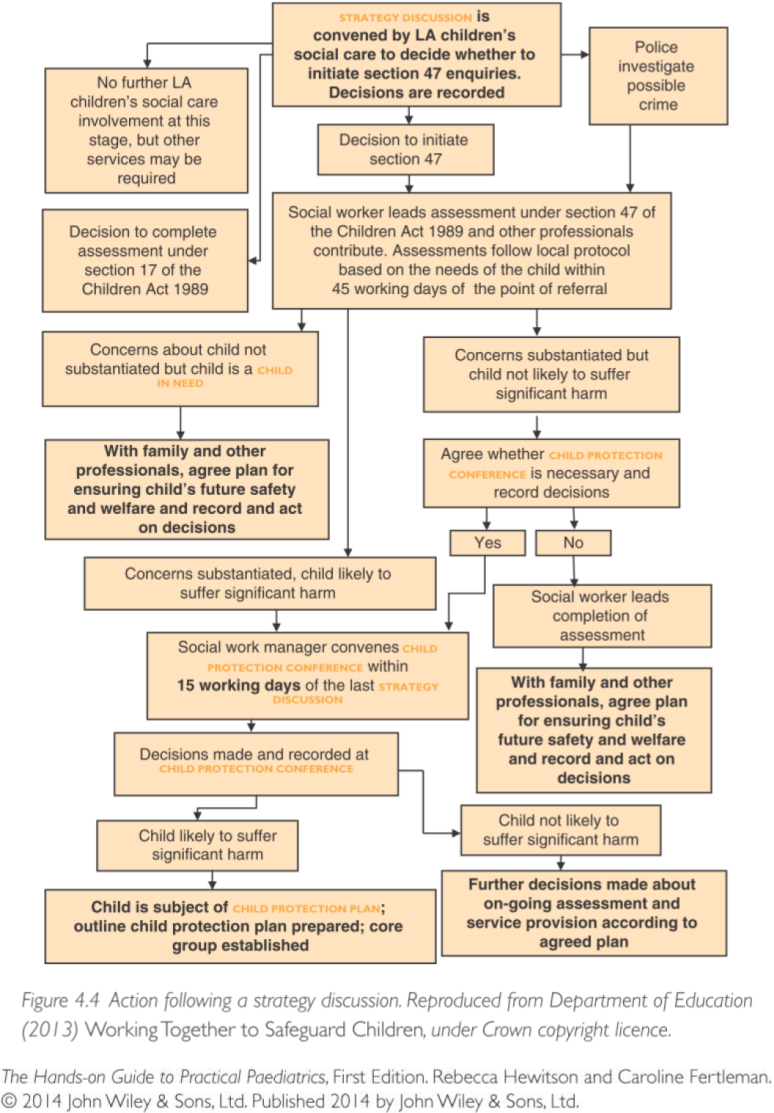 STRATEGY DISCUSSION is
convened by LA children's
social care to decide whether to
initiate section 47 enquiries.
Decisions are recorded
Police
investigate
possible
crime
No further LA
children's social care
involvement at this
stage, but other
services may be
required
Decision to initiate
section 47
Decision to complete
assessment under
section 17 of the
Children Act 1989
Social worker leads assessment under section 47 of
the Children Act 1989 and other professionals
contribute. Assessments follow local protocol
based on the needs of the child within
45 working days of the point of referral
Concerns about child not
substantiated but child is a CHILD
IN NEED
Concerns substantiated but
child not likely to suffer
significant harm
With family and other
professionals, agree plan for
ensuring child's future safety
and welfare and record and act
on decisions
Agree whether CHILD PROTECTION
CONFERENCE is necessary and
record decisions
Yes
No
Concerns substantiated, child likely to
suffer significant harm
Social worker leads
completion of
assessment
Social work manager convenes CHILD
PROTECTION CONFERENCE within
15 working days of the last STRATEGY
DISCUSSION
With family and other
professionals, agree plan
for ensuring child's
future safety and welfare
and record and act on
decisions
Decisions made and recorded at
CHILD PROTECTION CONFERENCE
Child likely to suffer
significant harm
Child not likely to
suffer significant harm
Child is subject of CHILD PROTECTION PLAN;
outline child protection plan prepared; core
group established
Further decisions made about
on-going assessment and
service provision according to
agreed plan
Figure 4.4 Action following a strategy discussion. Reproduced from Department of Education
(2013) Working Together to Safeguard Children, under Crown copyright licence.
The Hands-on Guide to Practical Paediatrics, First Edition. Rebecca Hewitson and Caroline Fertleman.
© 2014 John Wiley & Sons, Ltd. Published 2014 by John Wiley & Sons, Ltd.